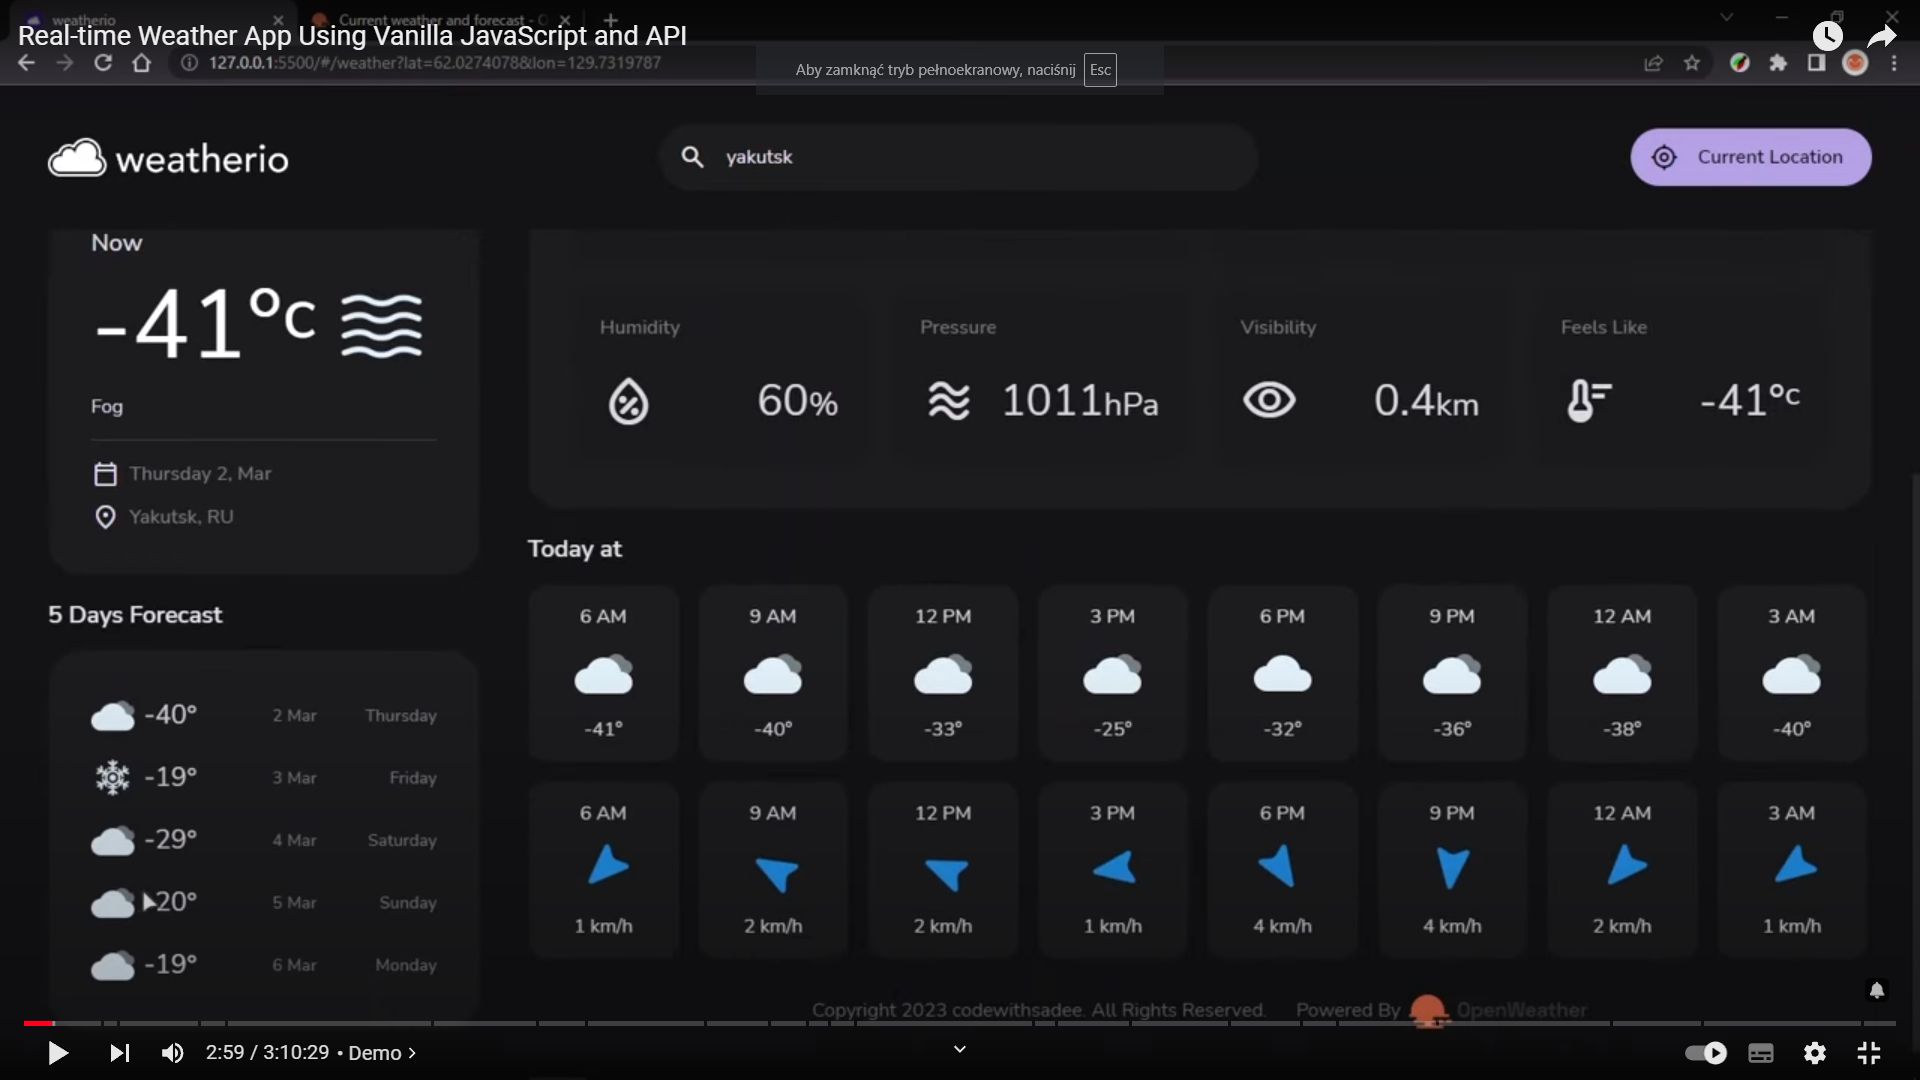 weatherio
Current weather and forecast - O
Real-time Weather App Using Vanilla JavaScript and API
127.0.0.1:5500/#/weather?lat=62.0274078&lon=129.7319787
Aby zamknąć tryb pełnoekranowy, naciśnij Esc
weatherio
yakutsk
Current Location
Now
-41°c
Fog
Thursday 2, Mar
Yakutsk, RU
Humidity
60%
Pressure
1011hPa
Visibility
0.4km
Feels Like
-41°c
5 Days Forecast
-40° 2 Mar Thursday
-19° 3 Mar Friday
-29° 4 Mar Saturday
-20° 5 Mar Sunday
-19° 6 Mar Monday
Today at
6 AM 9 AM 12 PM 3 PM 6 PM 9 PM 12 AM 3 AM
-41° -40° -33° -25° -32° -36° -38° -40°
6 AM 9 AM 12 PM 3 PM 6 PM 9 PM 12 AM 3 AM
1 km/h 2 km/h 2 km/h 1 km/h 4 km/h 4 km/h 2 km/h 1 km/h
Copyright 2023 codewithsadee. All Rights Reserved. Powered By OpenWeather
2:59 / 3:10:29 • Demo >